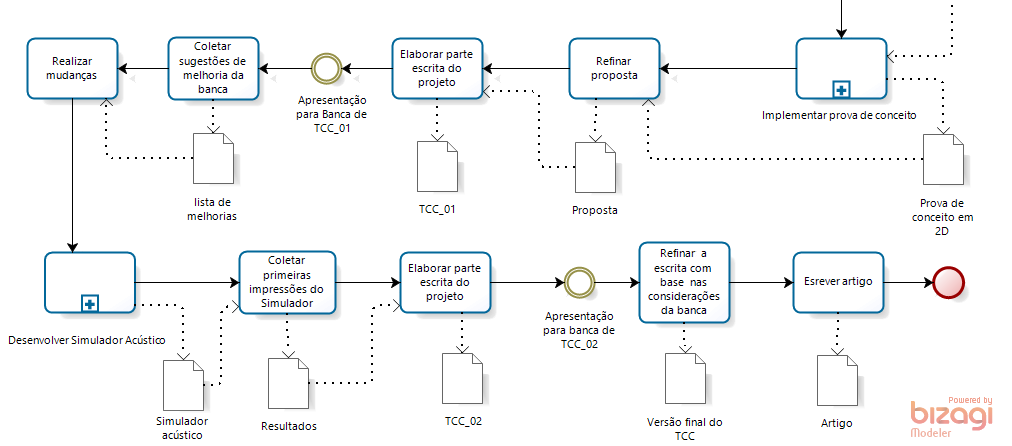 Realizar
mudanças
Coletar
sugestões de
melhoria da
banca
Apresentação
para Banca de
TCC_01
Elaborar parte
escrita do
projeto
Refinar
proposta
Implementar prova de conceito
lista de
melhorias
TCC_01
Proposta
Prova de
conceito em
2D
Desenvolver Simulador Acústico
Coletar
primeiras
impressões do
Simulador
Elaborar parte
escrita do
projeto
Apresentação
para banca de
TCC_02
Refinar a
escrita com
base nas
considerações
da banca
Esrever artigo
Simulador
acústico
Resultados
TCC_02
Versão final do
TCC
Artigo
Powered by
bizagi
Modeler